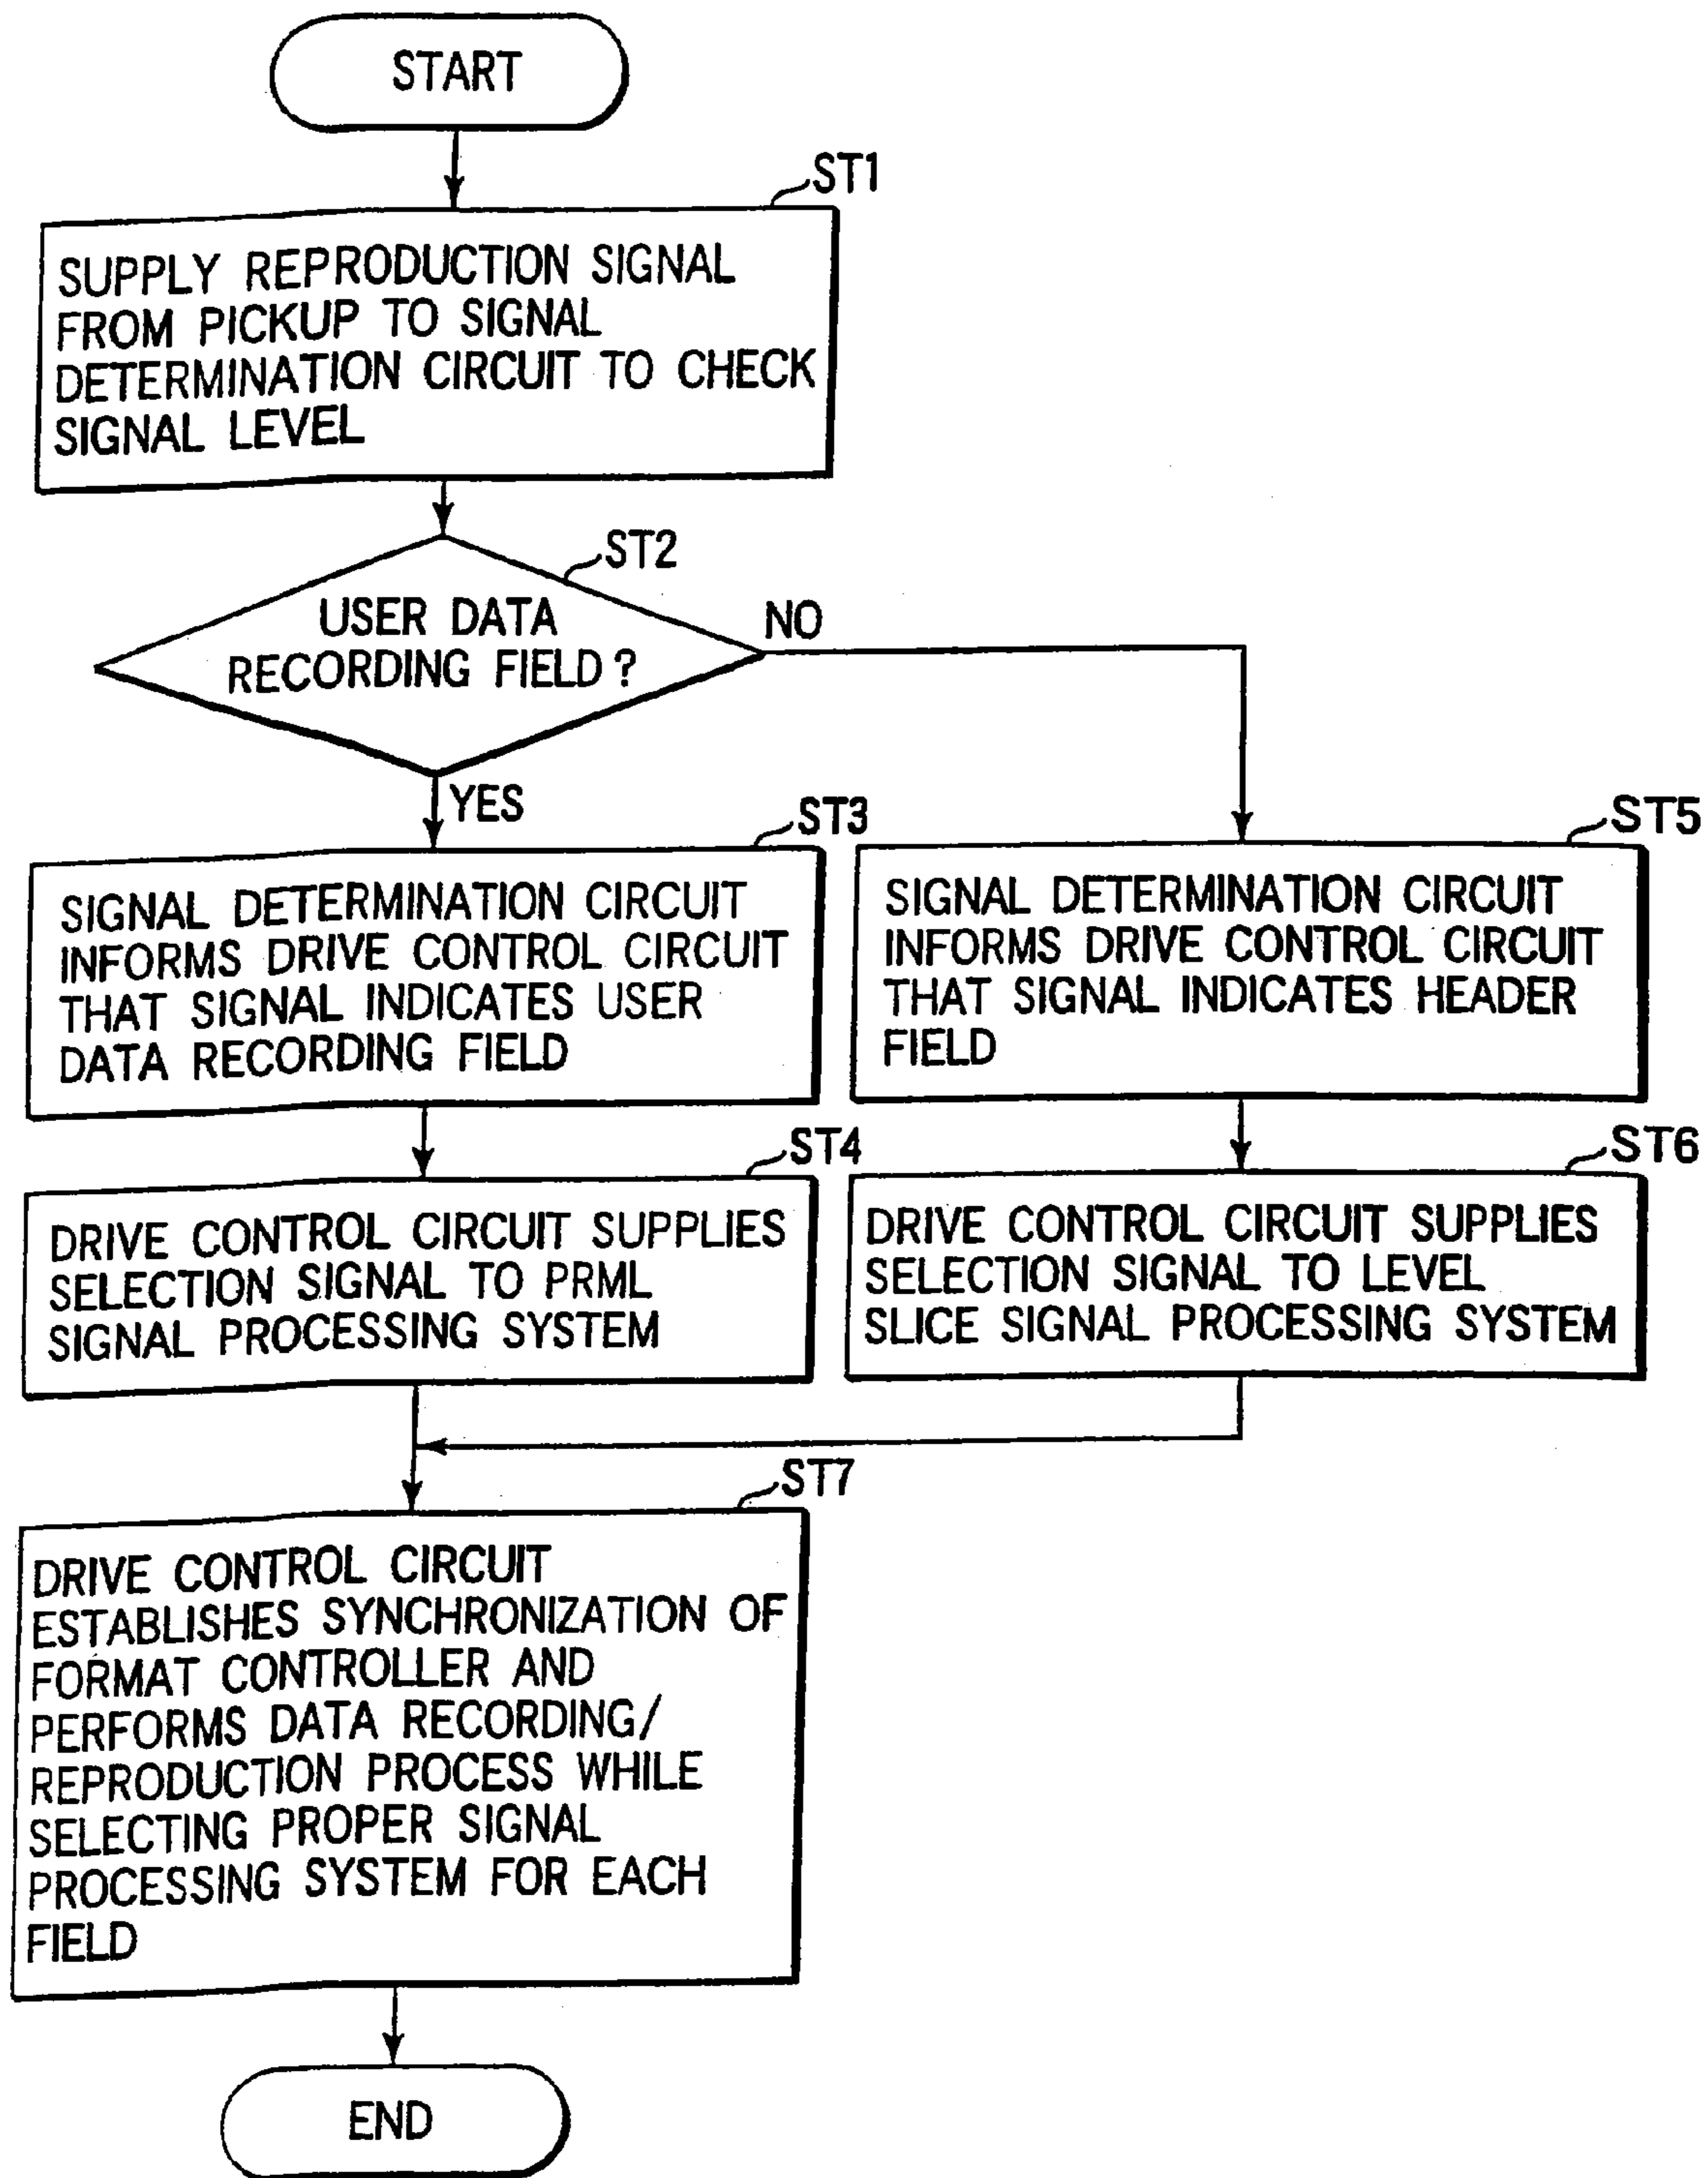 START
ST1
SUPPLY REPRODUCTION SIGNAL
FROM PICKUP TO SIGNAL
DETERMINATION CIRCUIT TO CHECK
SIGNAL LEVEL
ST2
USER DATA
RECORDING FIELD?
NO
YES
ST3
SIGNAL DETERMINATION CIRCUIT
INFORMS DRIVE CONTROL CIRCUIT
THAT SIGNAL INDICATES USER
DATA RECORDING FIELD
ST5
SIGNAL DETERMINATION CIRCUIT
INFORMS DRIVE CONTROL CIRCUIT
THAT SIGNAL INDICATES HEADER
FIELD
ST4
DRIVE CONTROL CIRCUIT SUPPLIES
SELECTION SIGNAL TO PRML
SIGNAL PROCESSING SYSTEM
ST6
DRIVE CONTROL CIRCUIT SUPPLIES
SELECTION SIGNAL TO LEVEL
SLICE SIGNAL PROCESSING SYSTEM
ST7
DRIVE CONTROL CIRCUIT
ESTABLISHES SYNCHRONIZATION OF
FORMAT CONTROLLER AND
PERFORMS DATA RECORDING/
REPRODUCTION PROCESS WHILE
SELECTING PROPER SIGNAL
PROCESSING SYSTEM FOR EACH
FIELD
END